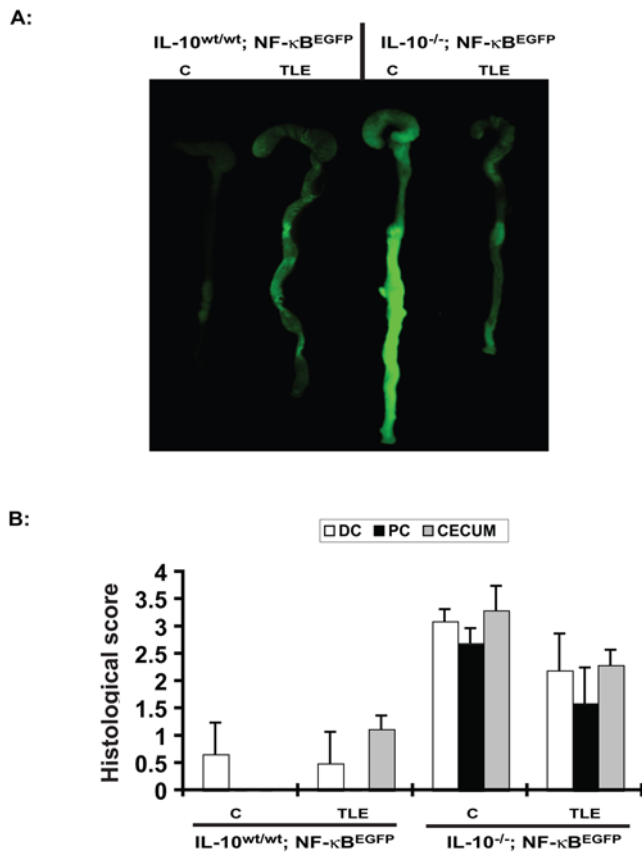 A:
IL-10wt/wt; NF-κBEGFP IL-10-/-; NF-κBEGFP
C TLE C TLE
B:
DC PC CECUM
4
3.5
3
2.5
2
1.5
1
0.5
0
Histological score
C TLE C TLE
IL-10wt/wt; NF-κBEGFP IL-10-/-; NF-κBEGFP